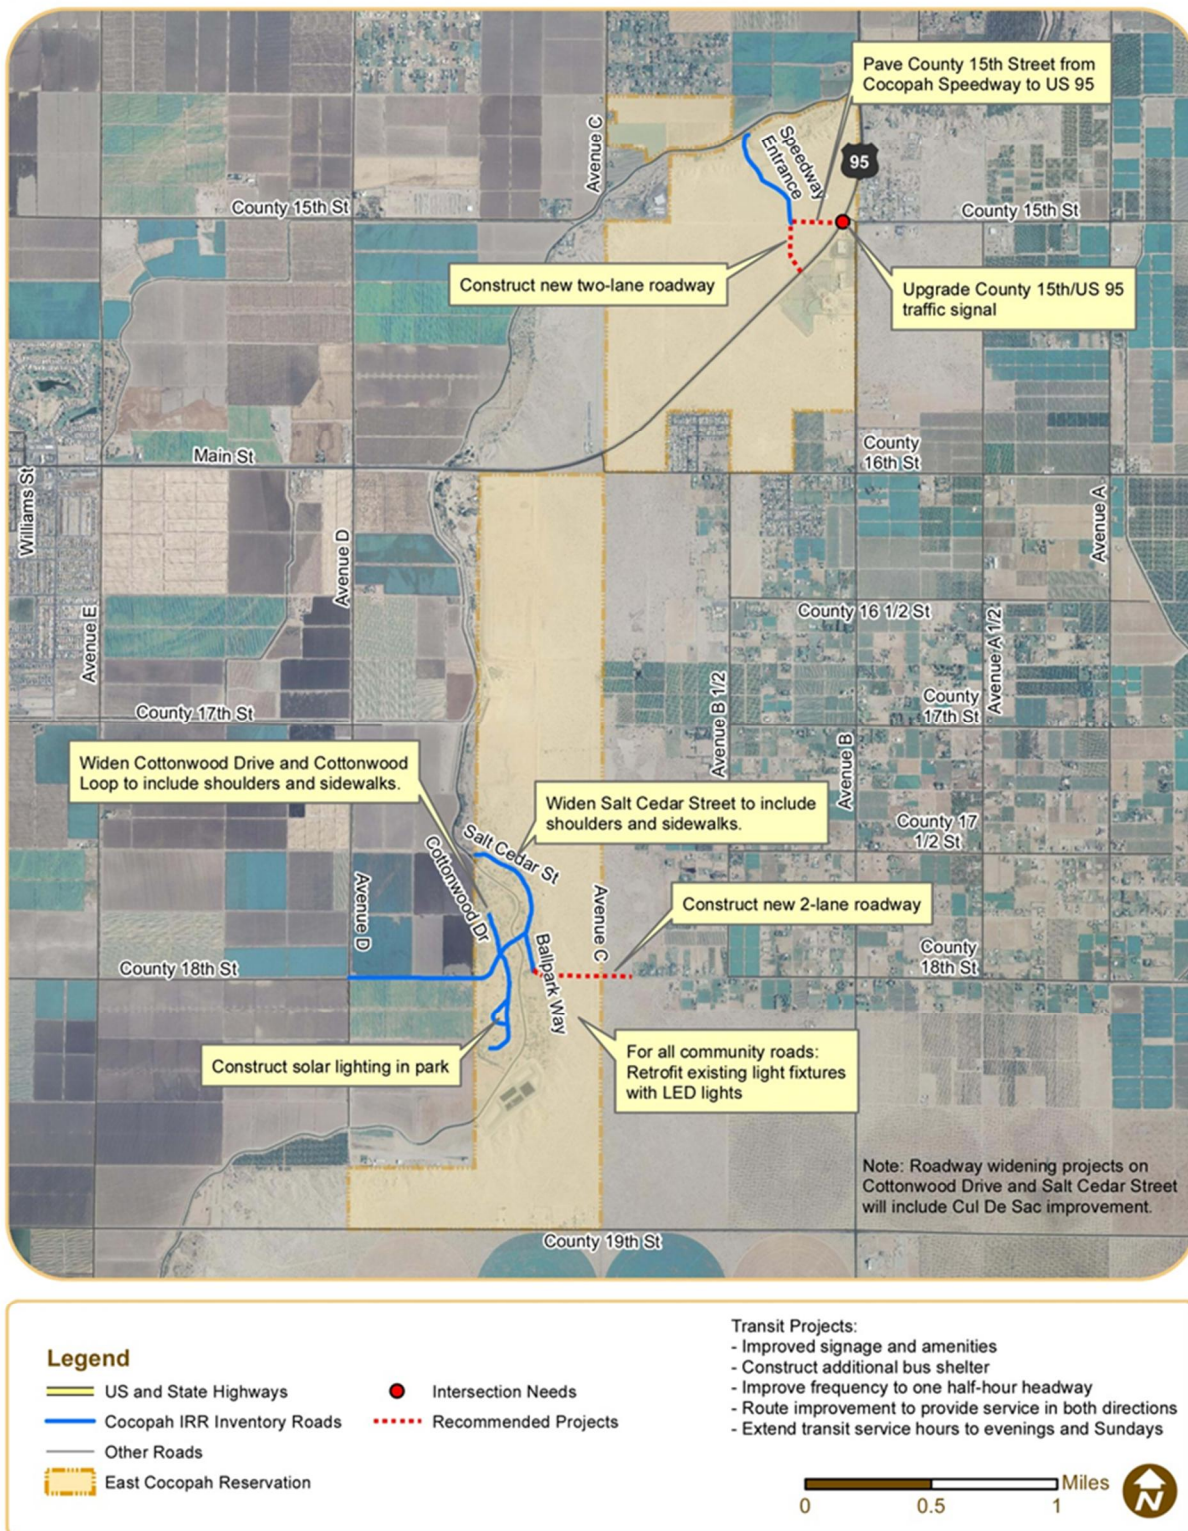 Pave County 15th Street from
Cocopah Speedway to US 95
Avenue C
Speedway
Entrance
95
County 15th St
County 15th St
Construct new two-lane roadway
Upgrade County 15th/US 95
traffic signal
Main St
County
16th St
Williams St
Avenue D
Avenue A
County 16 1/2 St
Avenue E
Avenue A 1/2
County 17th St
Avenue B 1/2
County
17th St
Avenue B
Widen Cottonwood Drive and Cottonwood
Loop to include shoulders and sidewalks.
Widen Salt Cedar Street to include
shoulders and sidewalks.
County 17
1/2 St
Salt Cedar St
Cottonwood Dr
Avenue D
Avenue C
Construct new 2-lane roadway
County 18th St
Ballpark Way
County
18th St
Construct solar lighting in park
For all community roads:
Retrofit existing light fixtures
with LED lights
Note: Roadway widening projects on
Cottonwood Drive and Salt Cedar Street
will include Cul De Sac improvement.
County 19th St
Legend
US and State Highways
Cocopah IRR Inventory Roads
Other Roads
East Cocopah Reservation
Intersection Needs
Recommended Projects
Transit Projects:
- Improved signage and amenities
- Construct additional bus shelter
- Improve frequency to one half-hour headway
- Route improvement to provide service in both directions
- Extend transit service hours to evenings and Sundays
Miles
0 0.5 1
N